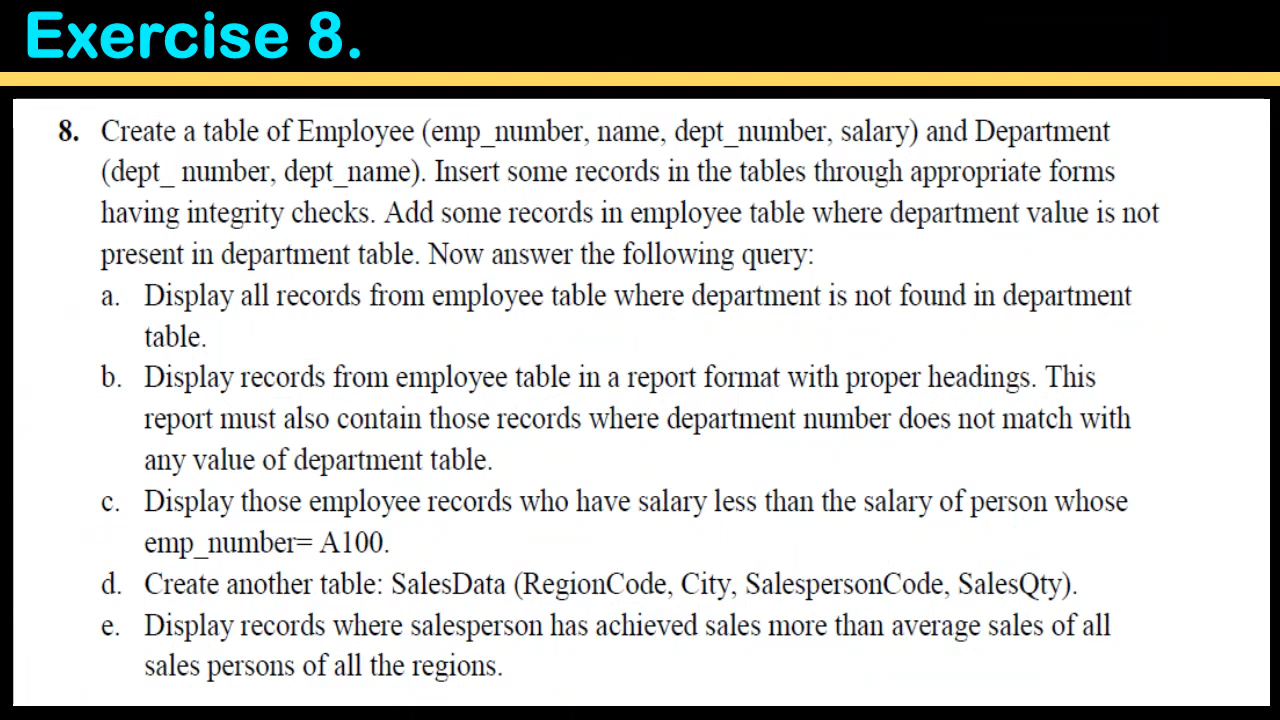 Exercise 8.
8. Create a table of Employee (emp_number, name, dept_number, salary) and Department
(dept_ number, dept_name). Insert some records in the tables through appropriate forms
having integrity checks. Add some records in employee table where department value is not
present in department table. Now answer the following query:
a. Display all records from employee table where department is not found in department
table.
b. Display records from employee table in a report format with proper headings. This
report must also contain those records where department number does not match with
any value of department table.
c. Display those employee records who have salary less than the salary of person whose
emp_number= A100.
d. Create another table: SalesData (RegionCode, City, SalespersonCode, SalesQty).
e. Display records where salesperson has achieved sales more than average sales of all
sales persons of all the regions.